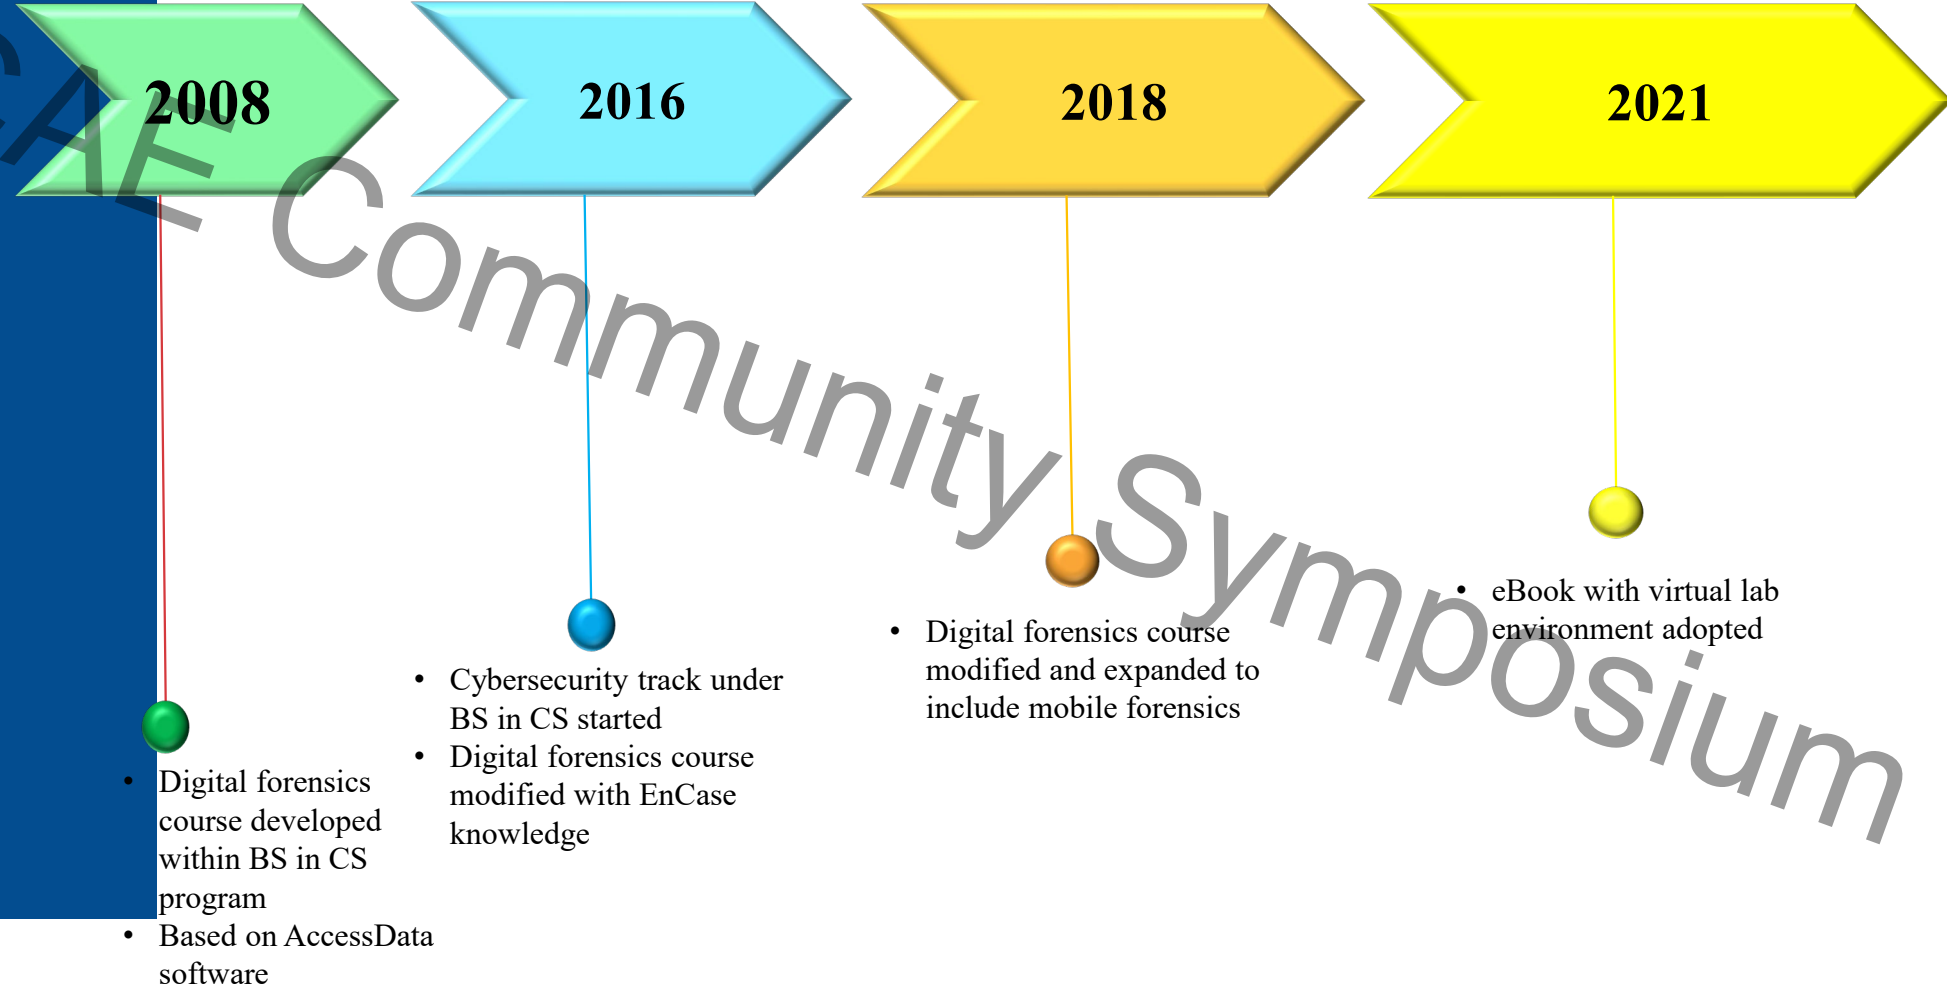 2008
2016
2018
2021
CAE Community Symposium
• Digital forensics
course developed
within BS in CS
program
• Based on AccessData
software
• Cybersecurity track under
BS in CS started
• Digital forensics course
modified with EnCase
knowledge
• Digital forensics course
modified and expanded to
include mobile forensics
• eBook with virtual lab
environment adopted